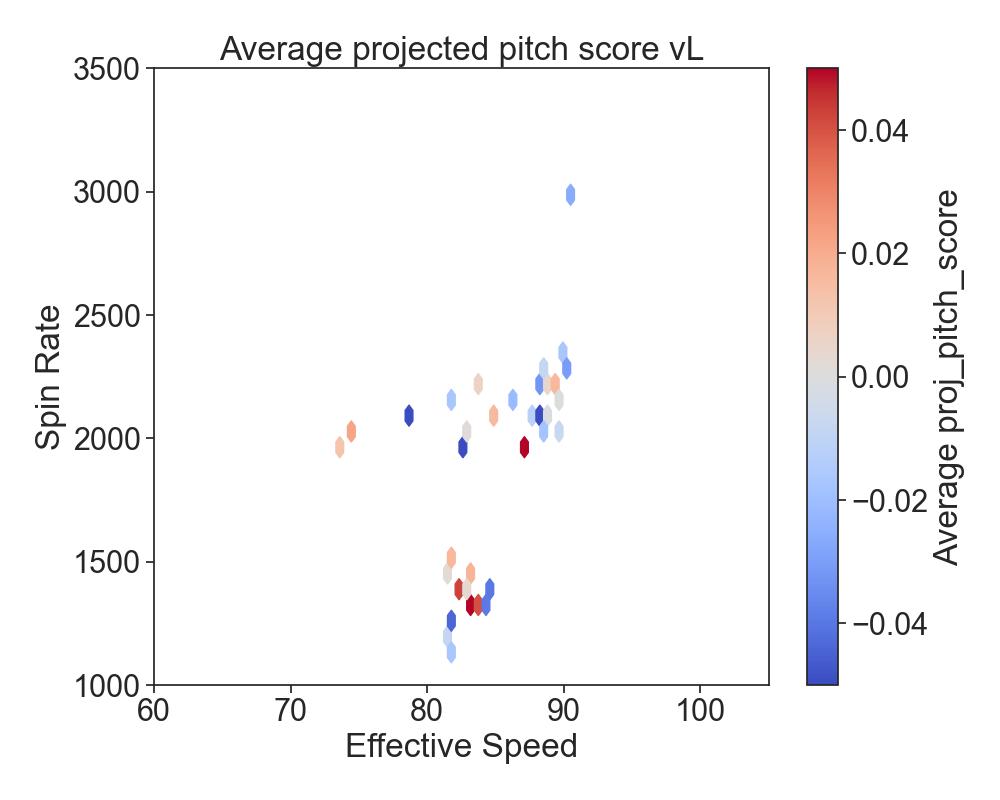 Average projected pitch score vL
3500
3000
2500
2000
1500
1000
Spin Rate
60 70 80 90 100
Effective Speed
0.04
0.02
0.00
−0.02
−0.04
Average proj_pitch_score